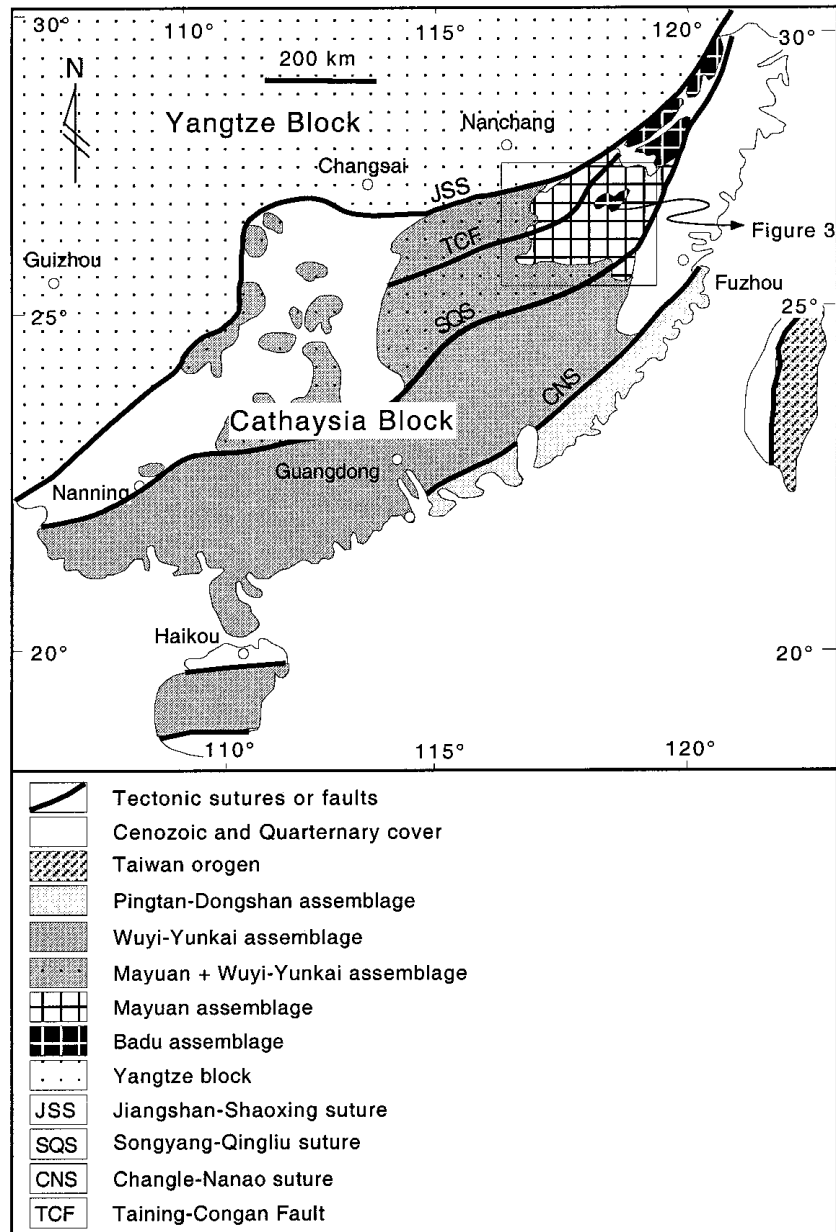 30° 110° 115° 120° 30°
200 km
N
Yangtze Block
Nanchang
Changsai
JSS
TCF
Figure 3
Guizhou
Fuzhou
25° SQS 25°
CNS
Cathaysia Block
Guangdong
Nanning
Haikou
20° 20°
110° 115° 120°
Tectonic sutures or faults
Cenozoic and Quarternary cover
Taiwan orogen
Pingtan-Dongshan assemblage
Wuyi-Yunkai assemblage
Mayuan + Wuyi-Yunkai assemblage
Mayuan assemblage
Badu assemblage
Yangtze block
JSS Jiangshan-Shaoxing suture
SQS Songyang-Qingliu suture
CNS Changle-Nanao suture
TCF Taining-Congan Fault